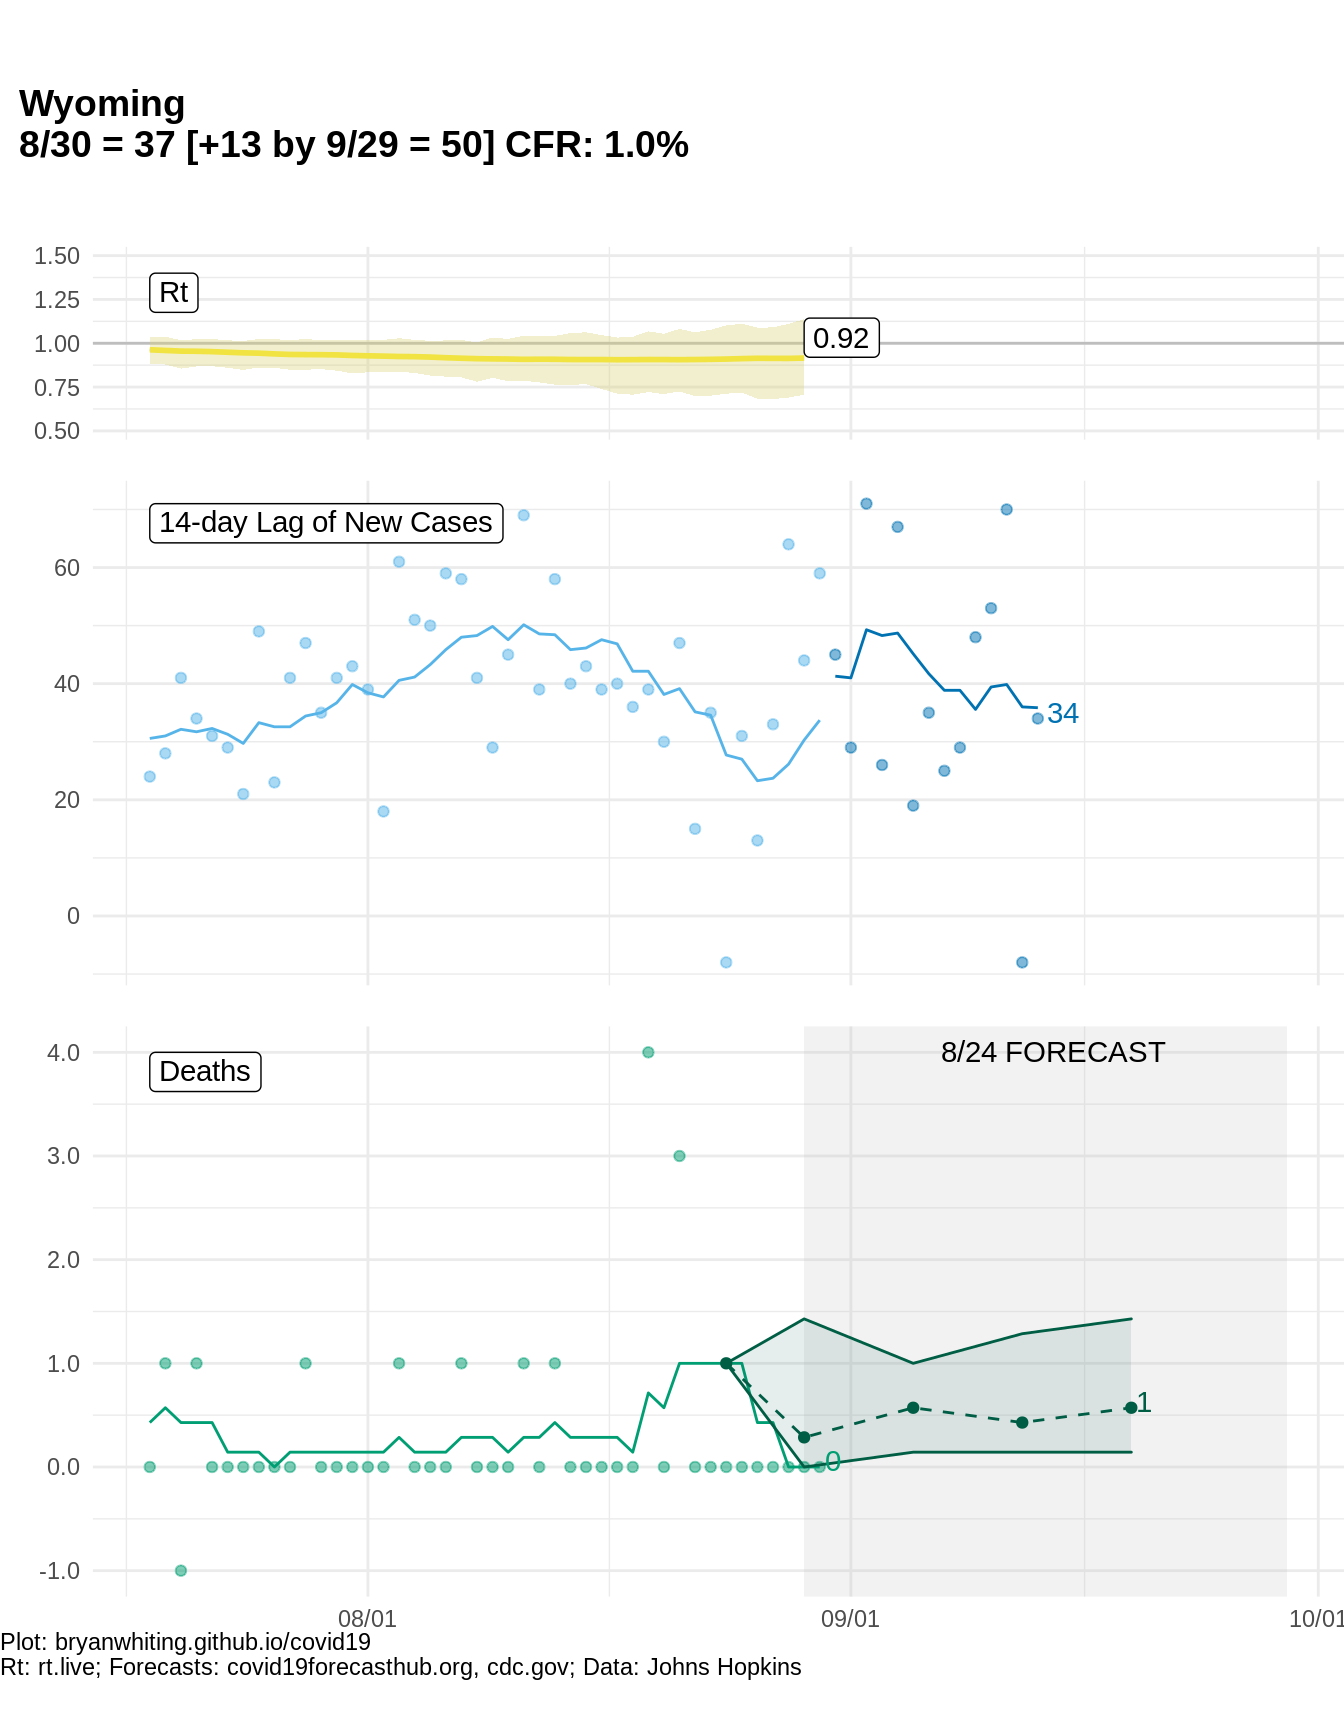 Wyoming
8/30 = 37 [+13 by 9/29 = 50] CFR: 1.0%
1.50
Rt
1.25
1.00
0.92
0.75
0.50
14-day Lag of New Cases
60
40
34
20
0
8/24 FORECAST
4.0
Deaths
3.0
2.0
1.0
1
0.0
0
-1.0
08/01
09/01
10/01
Plot: bryanwhiting.github.io/covid19
Rt: rt.live; Forecasts: covid19forecasthub.org, cdc.gov; Data: Johns Hopkins